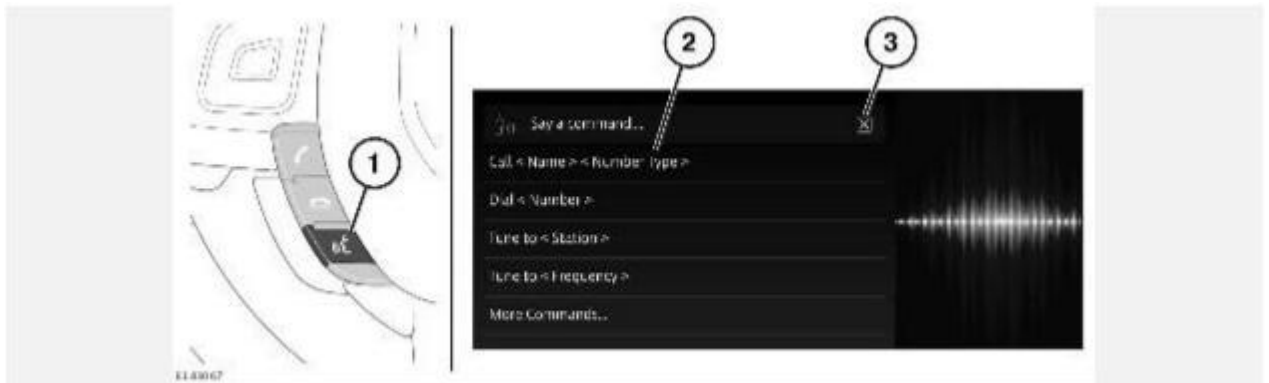 1
2
3
Say a command...
Call < Name > < Number Type >
Dial < Number >
Tune to < Station >
Tune to < Frequency >
More Commands...